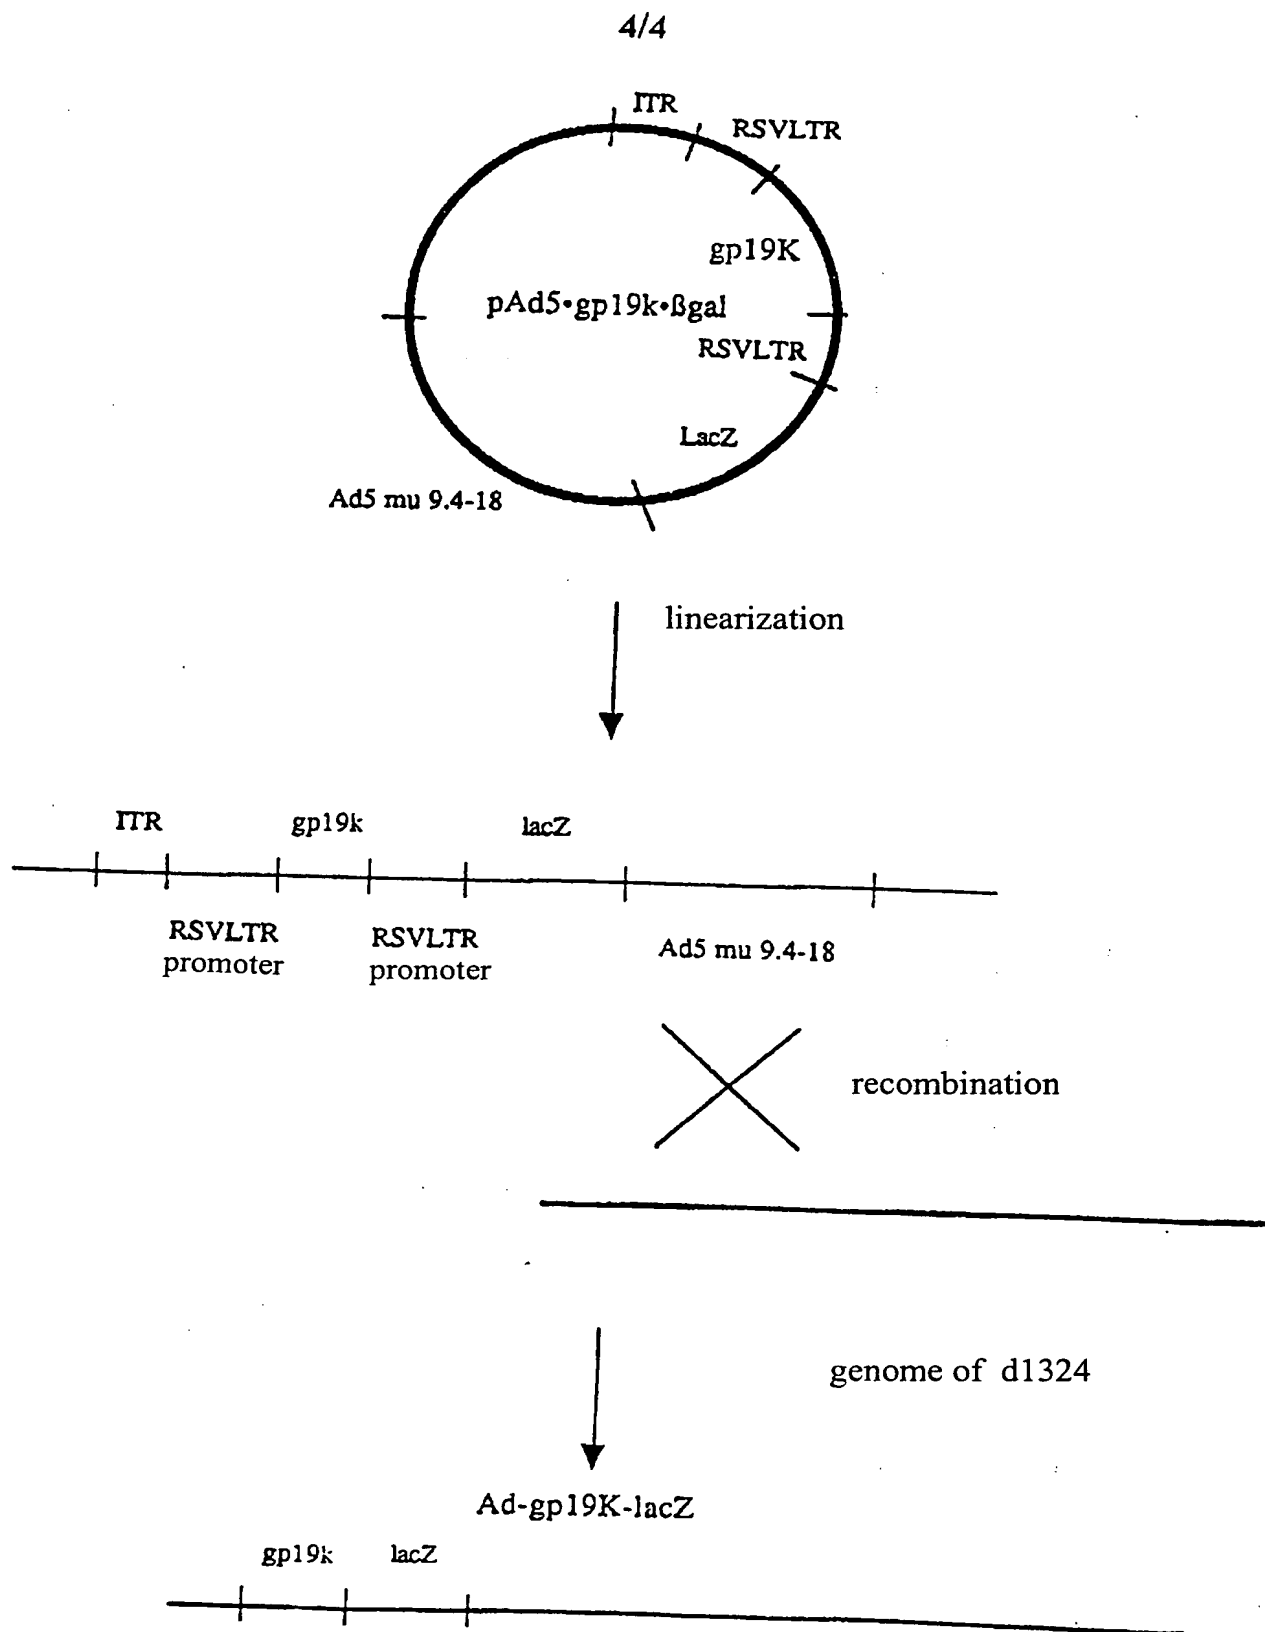 4/4
ITR
RSVLTR
gp19K
pAd5•gp19k•βgal
RSVLTR
LacZ
Ad5 mu 9.4-18
linearization
ITR gp19k lacZ
RSVLTR
promoter
RSVLTR
promoter
Ad5 mu 9.4-18
recombination
genome of d1324
Ad-gp19K-lacZ
gp19k lacZ